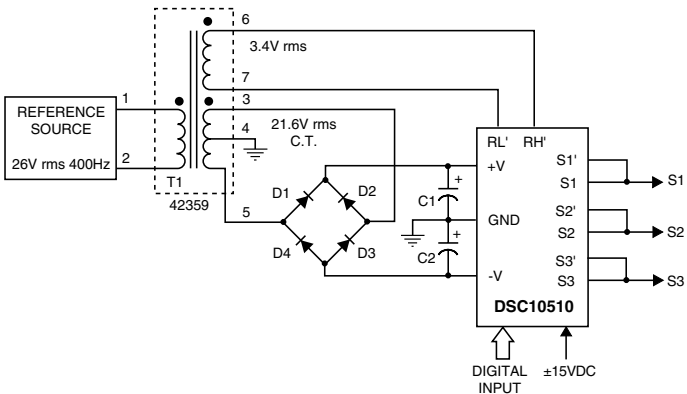 6
3.4V rms
7
1
3
REFERENCE
SOURCE
26V rms 400Hz
2
4
21.6V rms
C.T.
T1
42359
5
D1
D2
D4
D3
C1
+
C2
+
RL'
RH'
+V
GND
-V
S1'
S1
S2'
S2
S3'
S3
DSC10510
S1
S2
S3
DIGITAL
INPUT
±15VDC